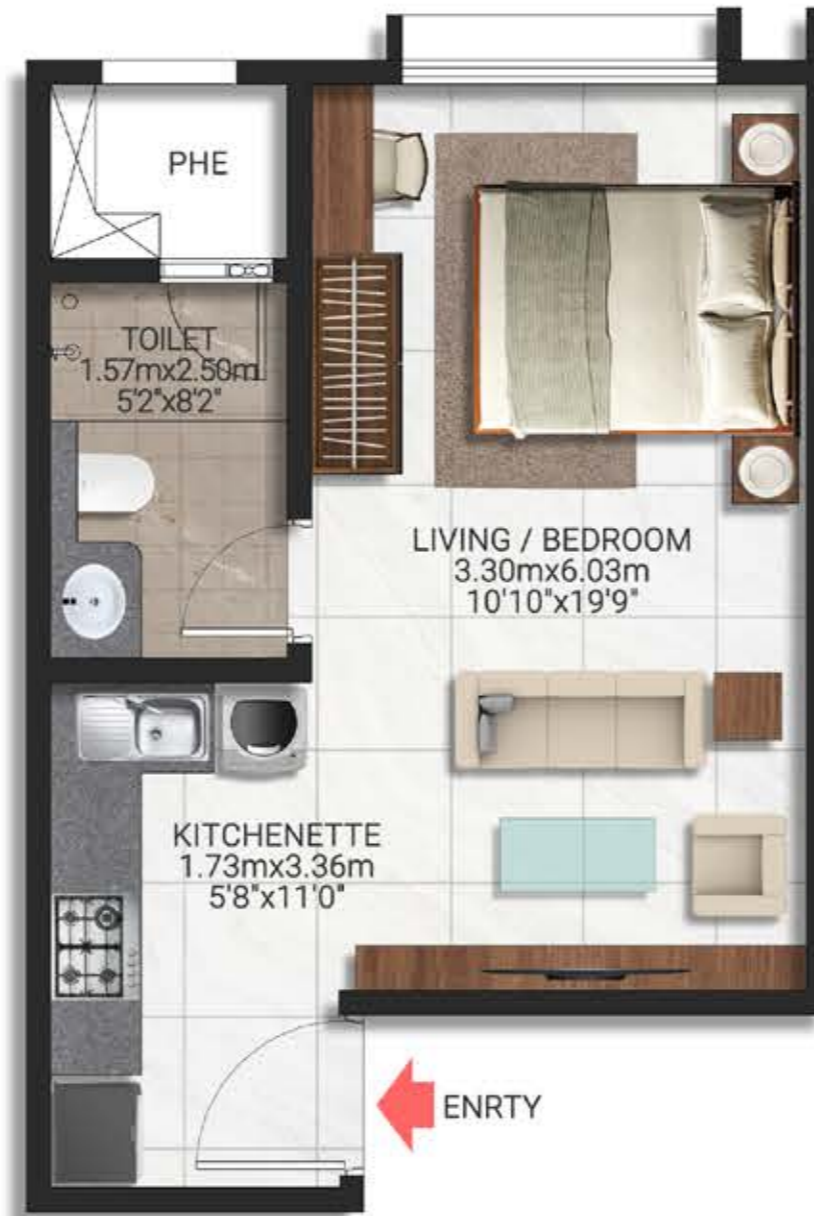 PHE
TOILET
1.57mx2.50m
5'2"x8'2"
LIVING / BEDROOM
3.30mx6.03m
10'10"x19'9"
KITCHENETTE
1.73mx3.36m
5'8"x11'0"
ENRTY